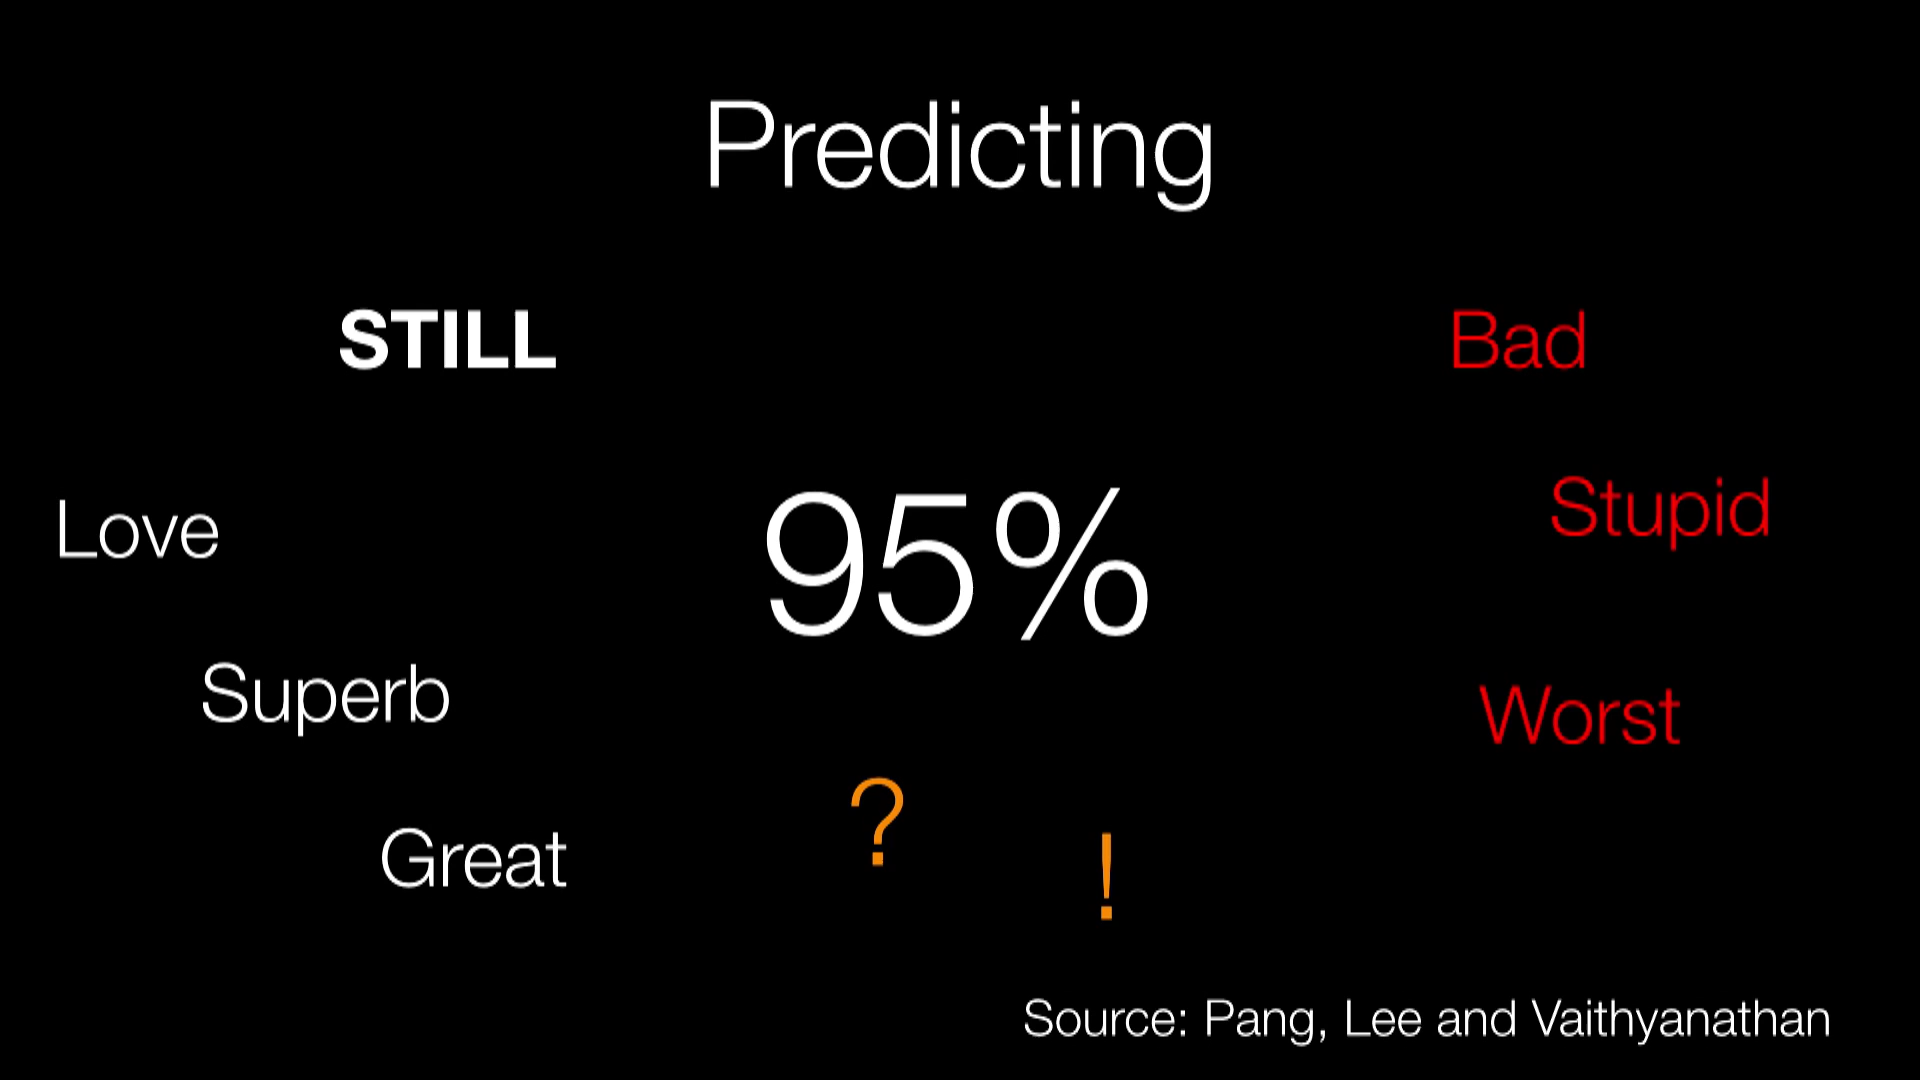 Predicting
STILL
Bad
Love
95%
Stupid
Superb
Worst
Great
?
!
Source: Pang, Lee and Vaithyanathan